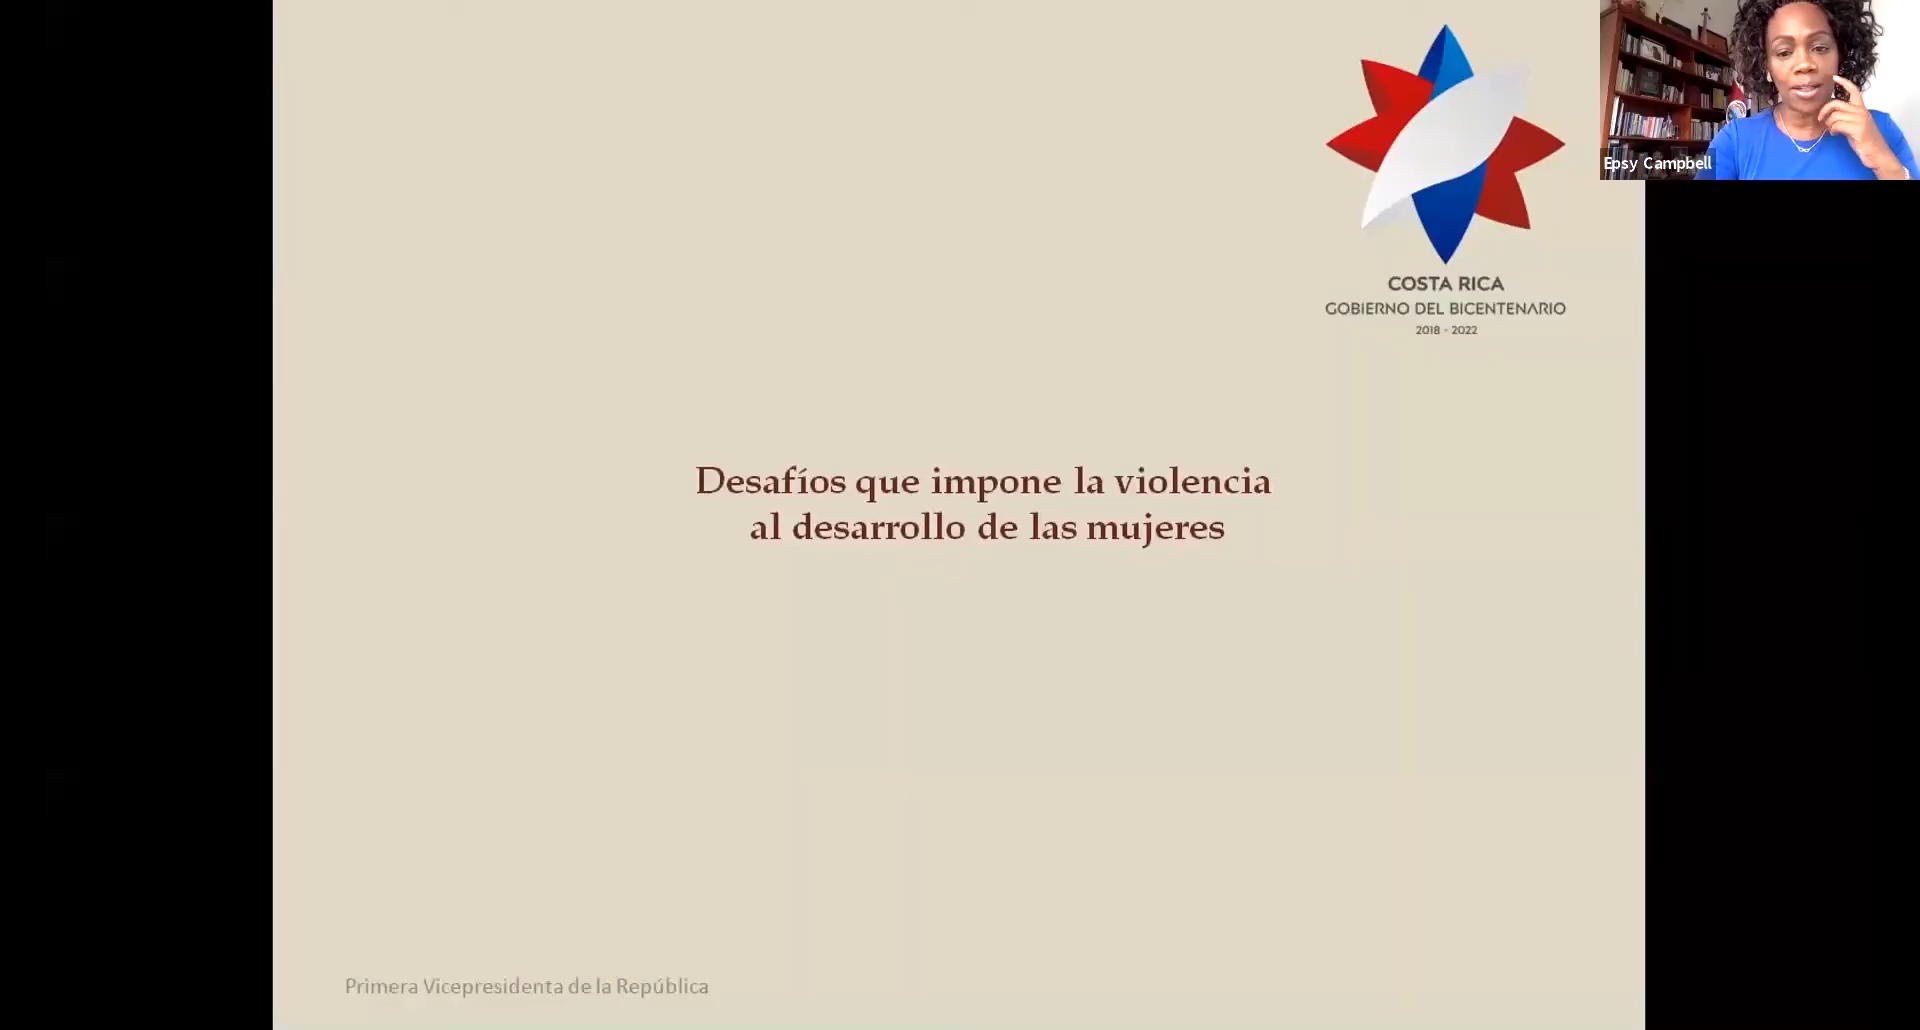 Epsy Campbell
COSTA RICA
GOBIERNO DEL BICENTENARIO
2018 - 2022
Desafíos que impone la violencia
al desarrollo de las mujeres
Primera Vicepresidenta de la República